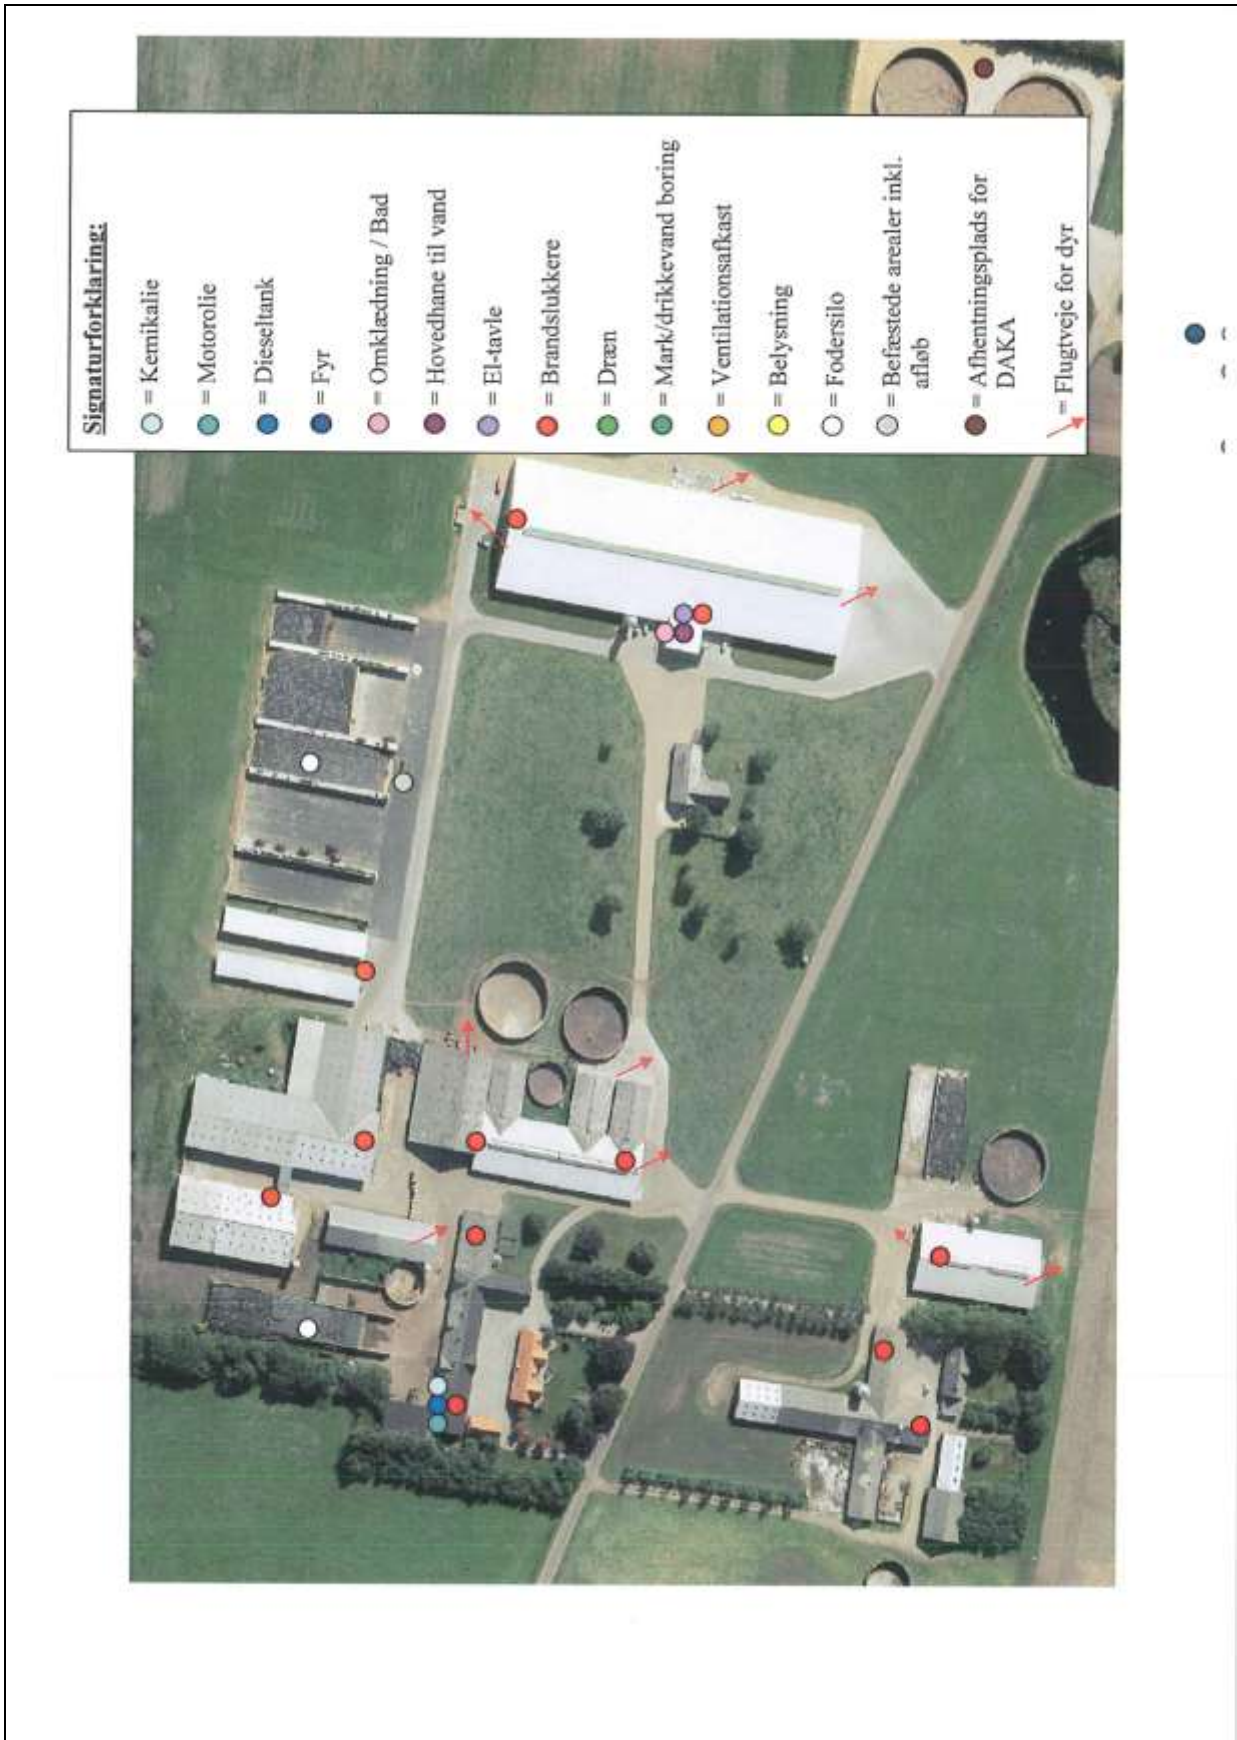 Signaturforklaring:
= Kemikalie
= Motorolie
= Dieseltank
= Fyr
= Omklædning / Bad
= Hovedhane til vand
= El-tavle
= Brandslukkere
= Dræn
= Mark/drikkevand boring
= Ventilationsafkast
= Belysning
= Fodersilo
= Befæstede arealer inkl.
afløb
= Afhentningsplads for
DAKA
= Flugtveje for dyr